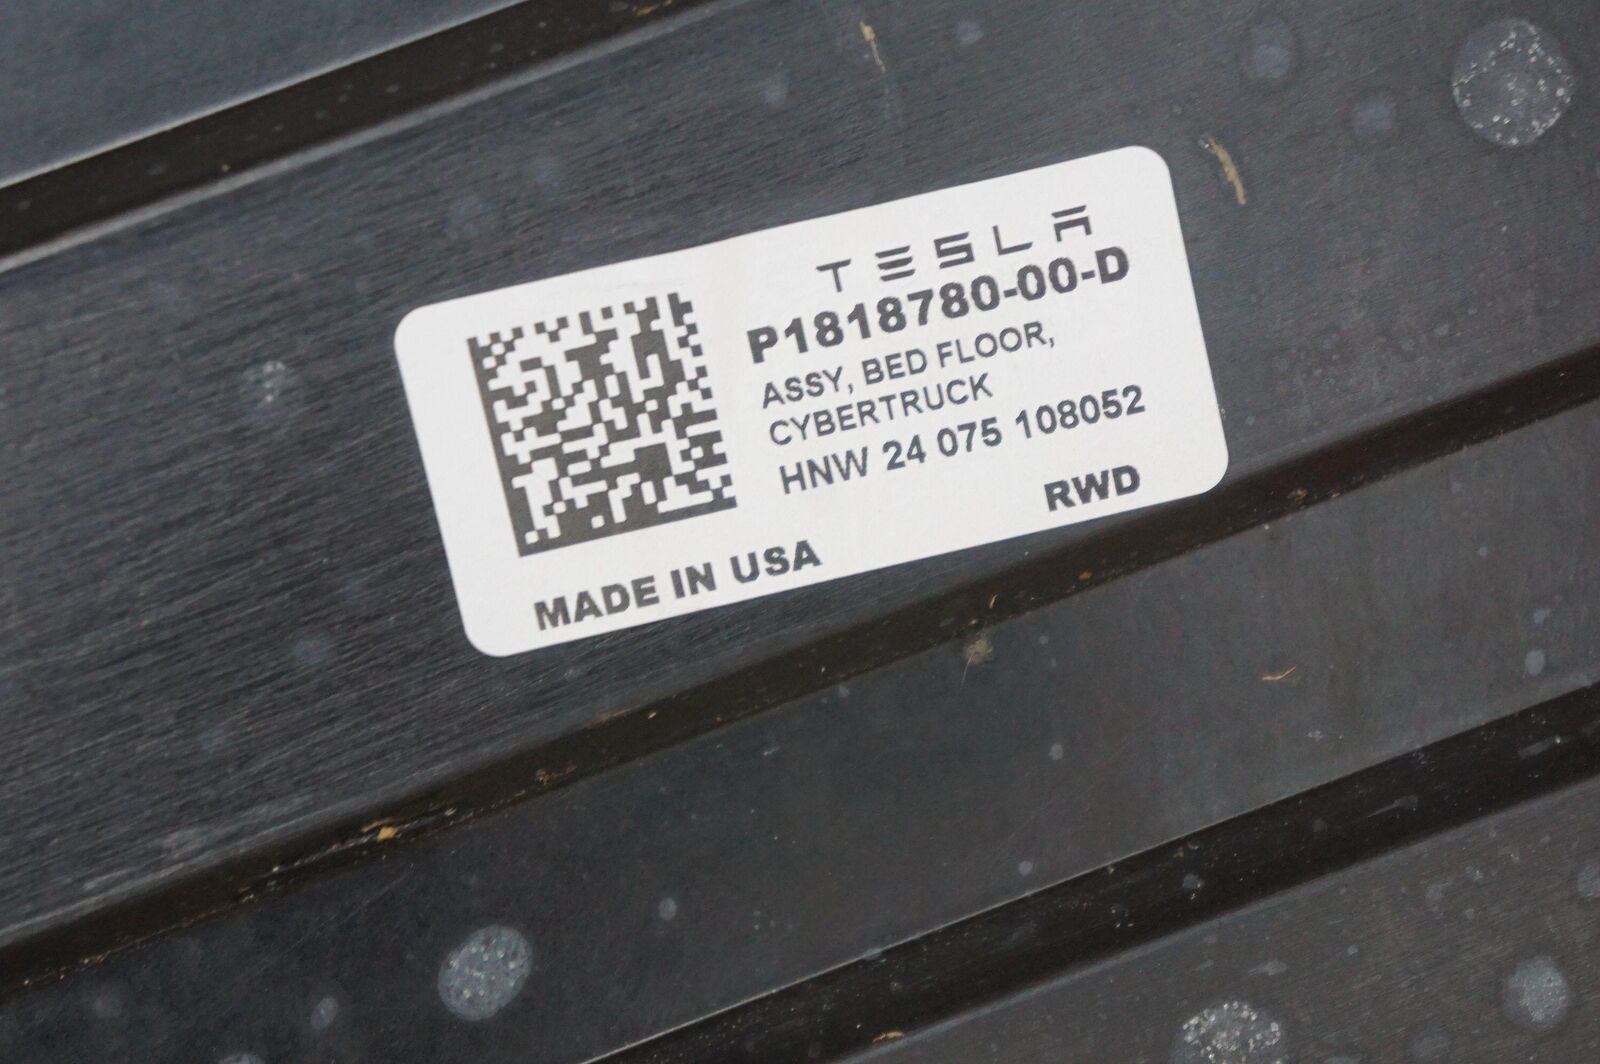 TESLA
P1818780-00-D
ASSY, BED FLOOR,
CYBERTRUCK
HNW 24 075 108052
RWD
MADE IN USA